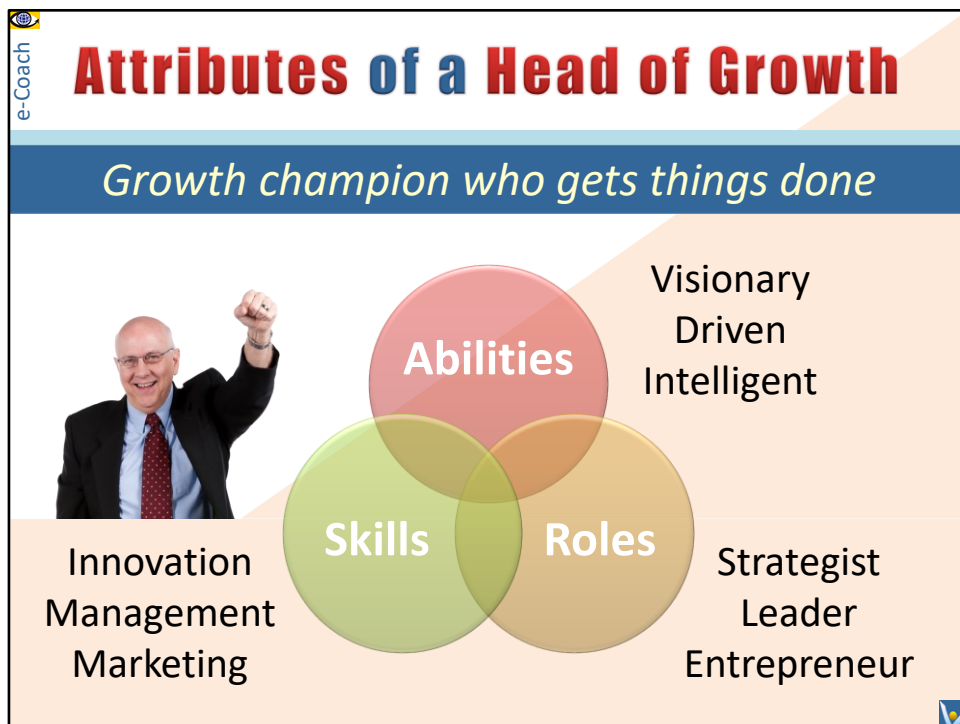 e-Coach
Attributes of a Head of Growth
Growth champion who gets things done
Abilities
Visionary
Driven
Intelligent
Skills
Innovation
Management
Marketing
Roles
Strategist
Leader
Entrepreneur